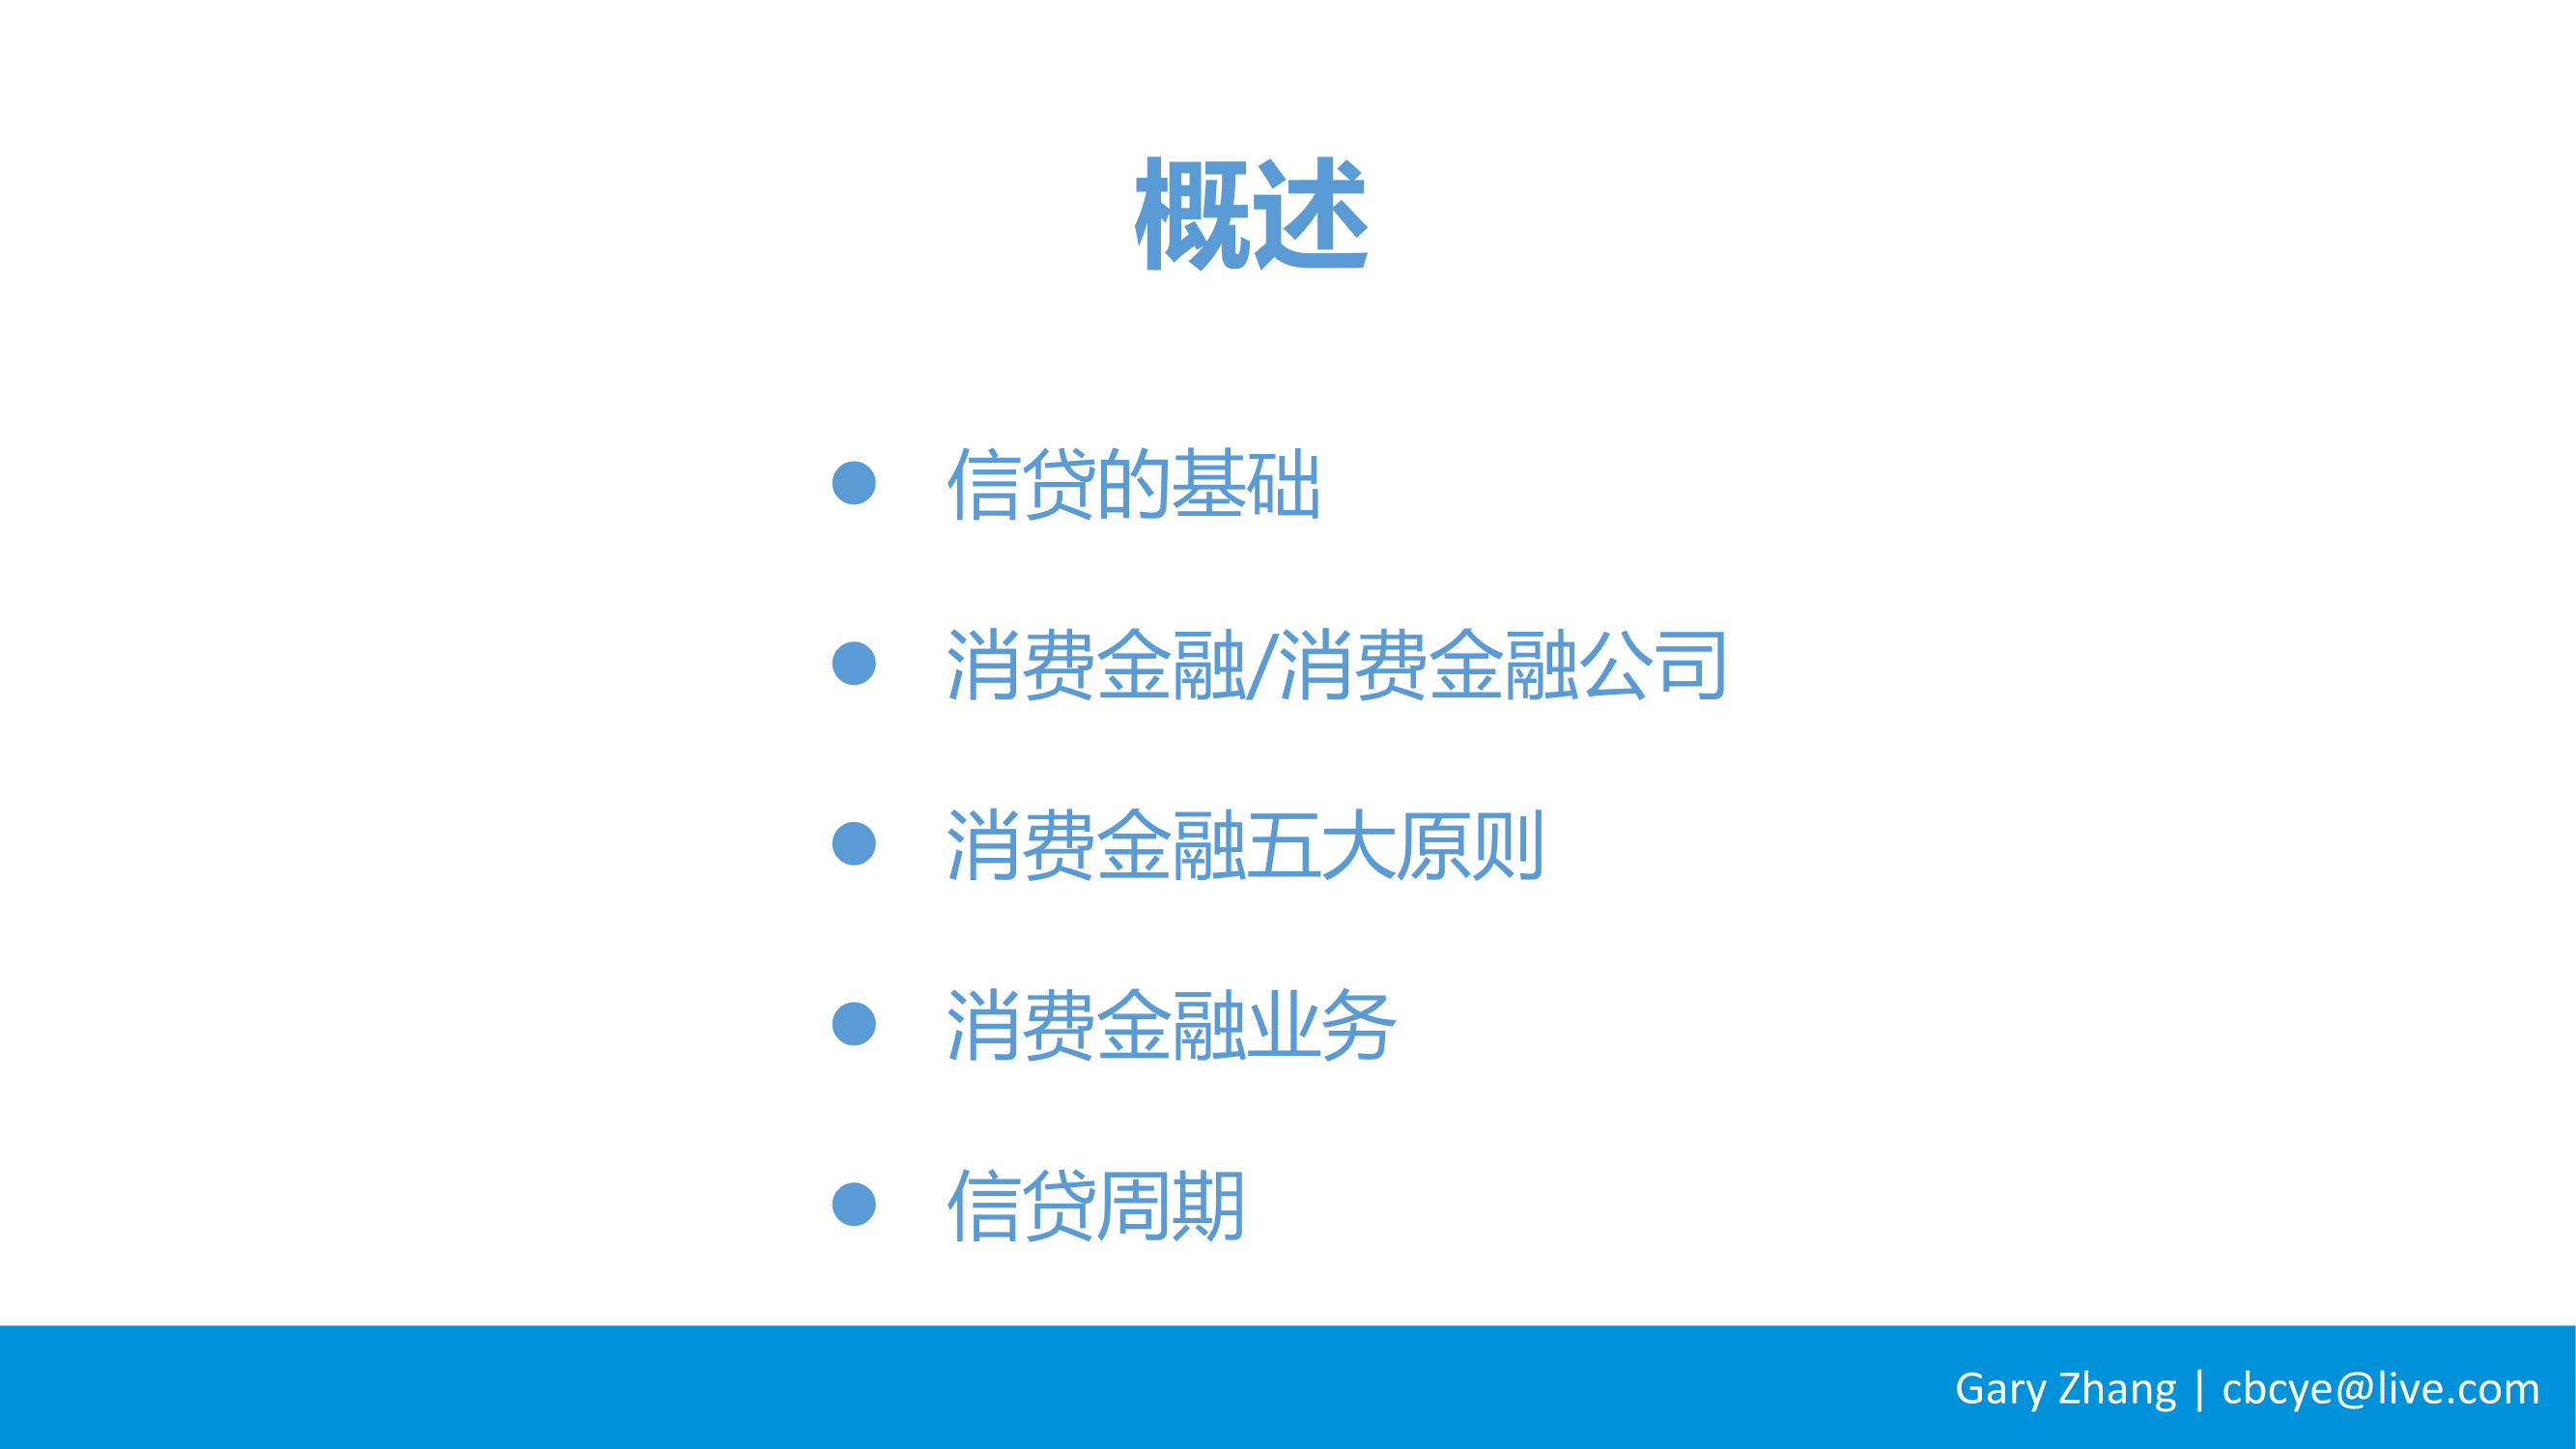 概述
● 信贷的基础
● 消费金融/消费金融公司
● 消费金融五大原则
● 消费金融业务
● 信贷周期
Gary Zhang | cbcye@live.com